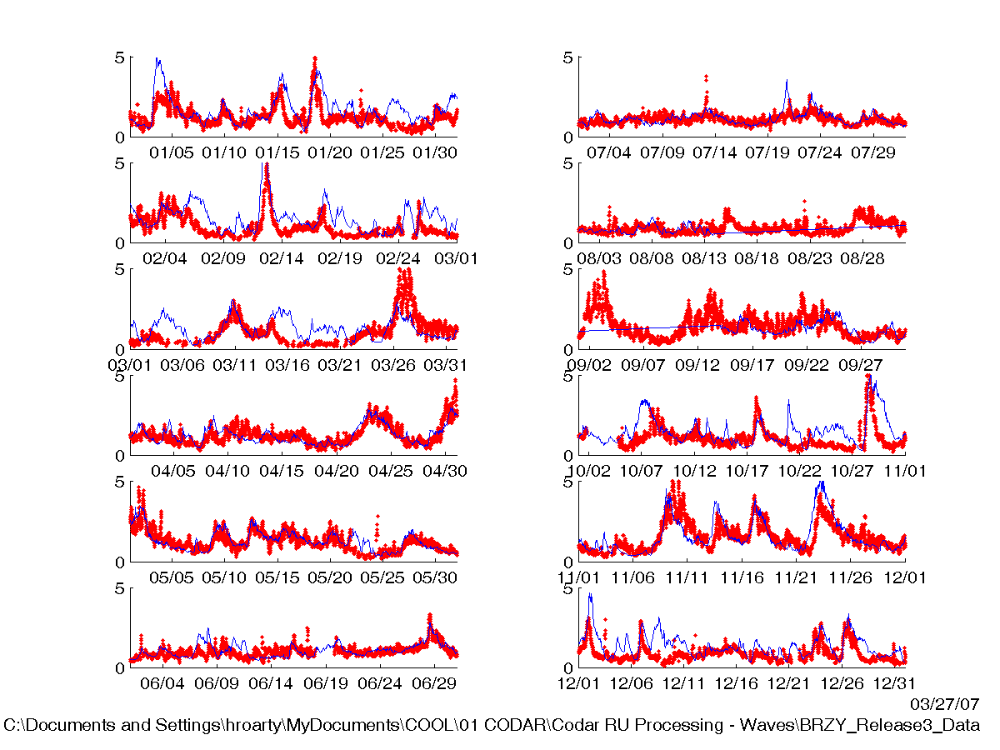 5
0
01/05 01/10 01/15 01/20 01/25 01/30
5
0
02/04 02/09 02/14 02/19 02/24 03/01
5
0
03/01 03/06 03/11 03/16 03/21 03/26 03/31
5
0
04/05 04/10 04/15 04/20 04/25 04/30
5
0
05/05 05/10 05/15 05/20 05/25 05/30
5
0
06/04 06/09 06/14 06/19 06/24 06/29
5
0
07/04 07/09 07/14 07/19 07/24 07/29
5
0
08/03 08/08 08/13 08/18 08/23 08/28
5
0
09/02 09/07 09/12 09/17 09/22 09/27
5
0
10/02 10/07 10/12 10/17 10/22 10/27 11/01
5
0
11/01 11/06 11/11 11/16 11/21 11/26 12/01
5
0
12/01 12/06 12/11 12/16 12/21 12/26 12/31
03/27/07
C:\Documents and Settings\hroarty\MyDocuments\COOL\01 CODAR\Codar RU Processing - Waves\BRZY_Release3_Data